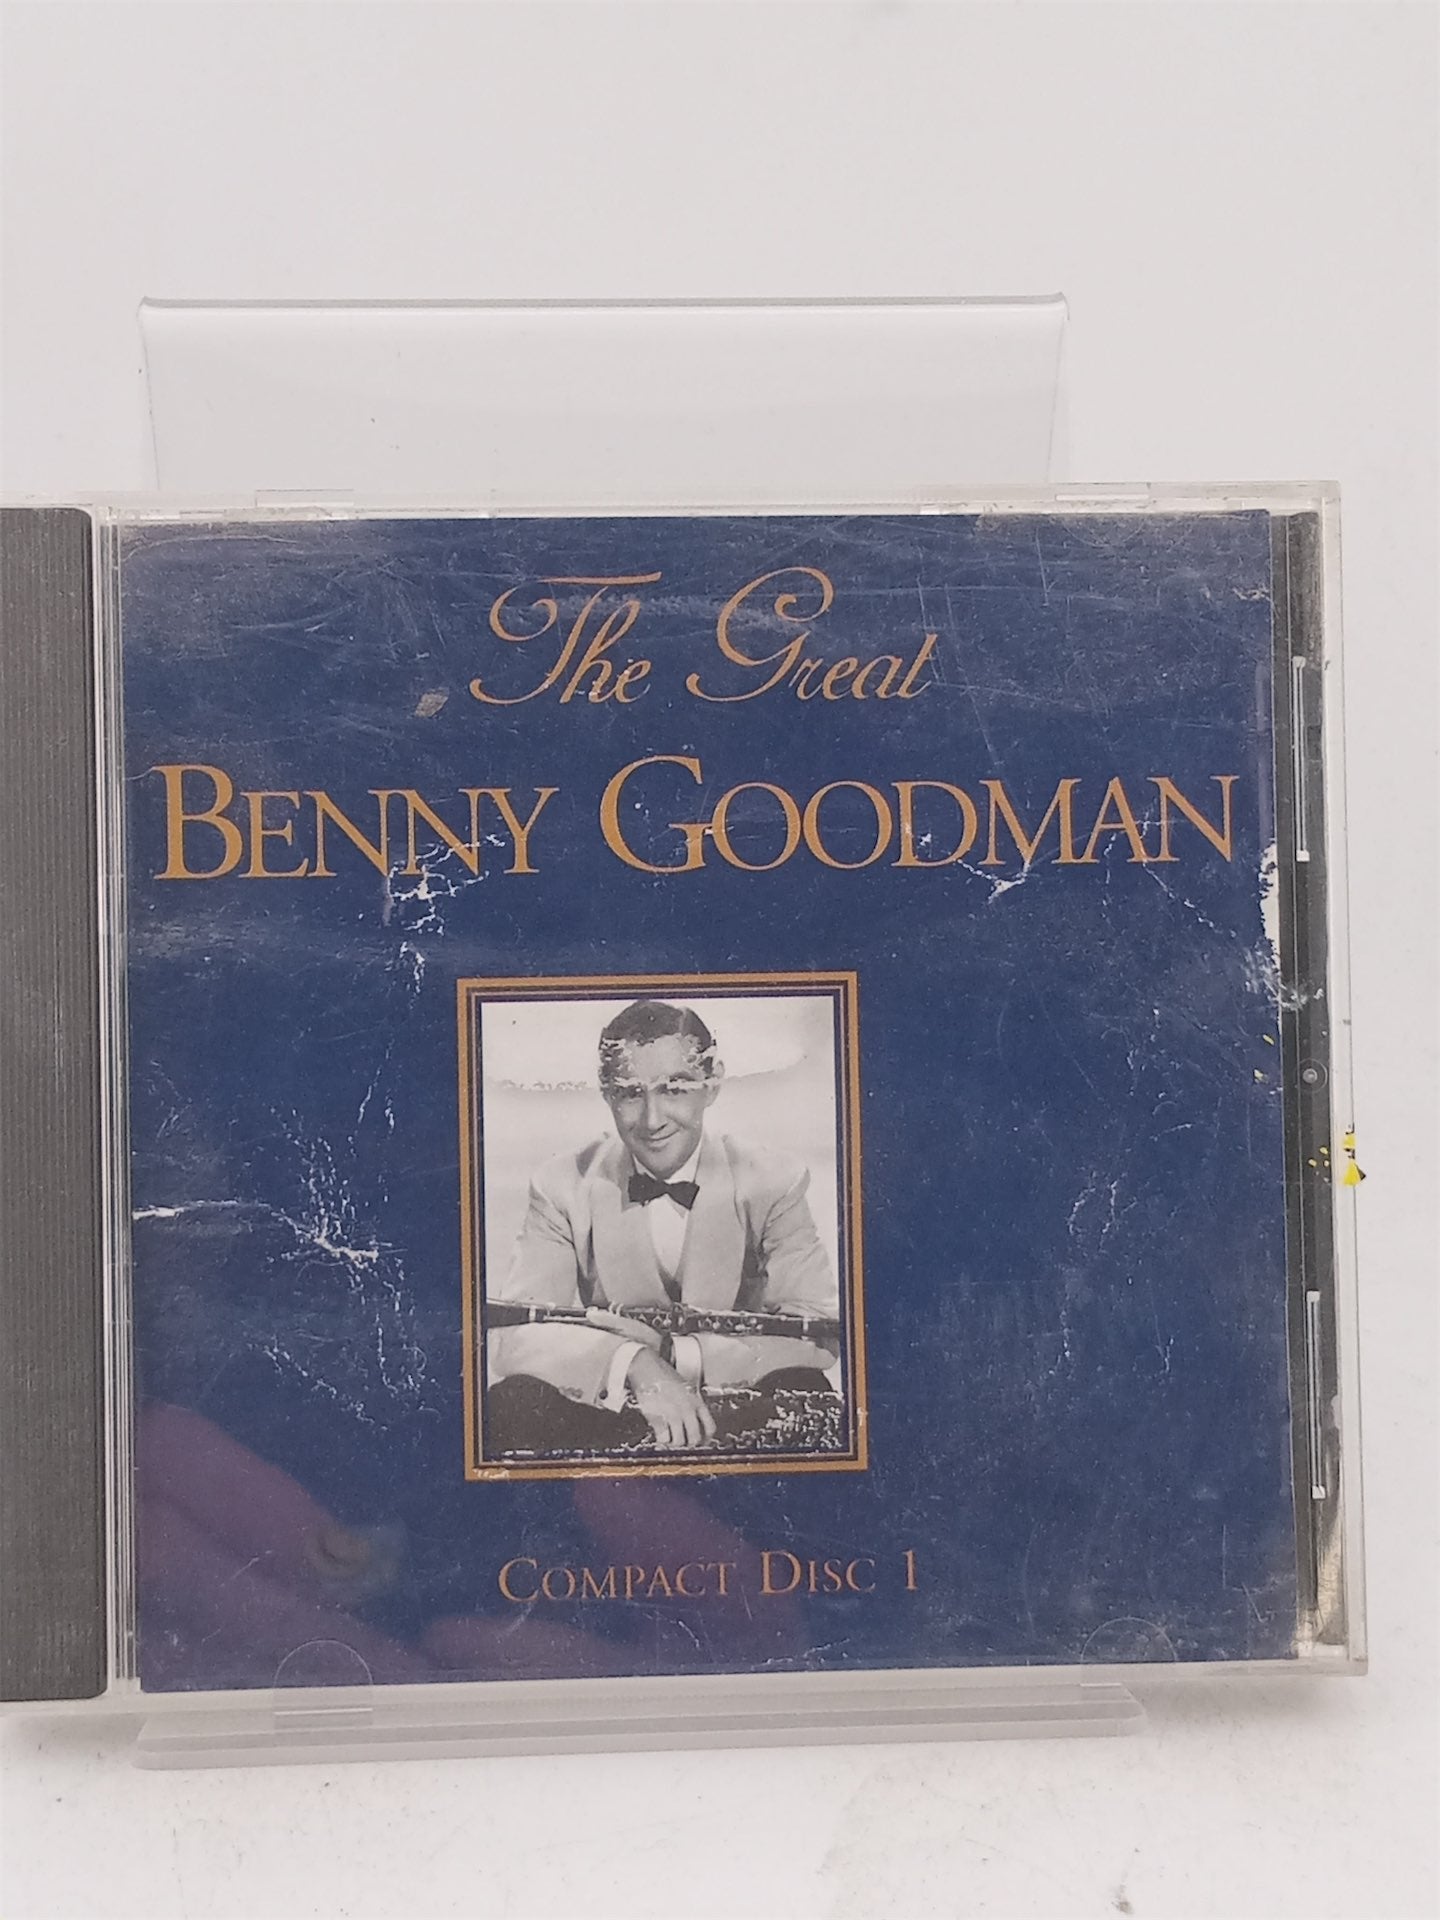 The Great
BENNY GOODMAN
COMPACT DISC 1